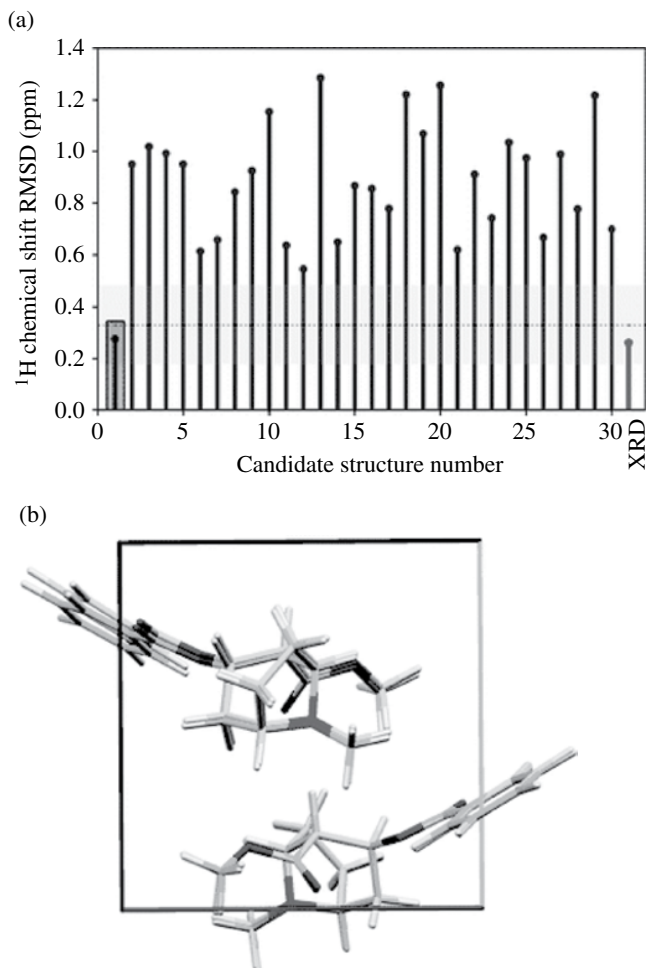 (a)
1.4
1.2
1.0
0.8
0.6
0.4
0.2
0.0
¹H chemical shift RMSD (ppm)
0 5 10 15 20 25 30 XRD
Candidate structure number
(b)